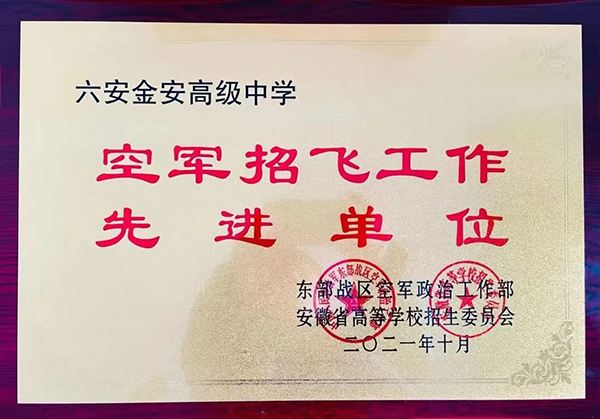 六安金安高级中学
空军招飞工作
先进单位
东部战区空军政治工作部
安徽省高等学校招生委员会
二〇二一年十月